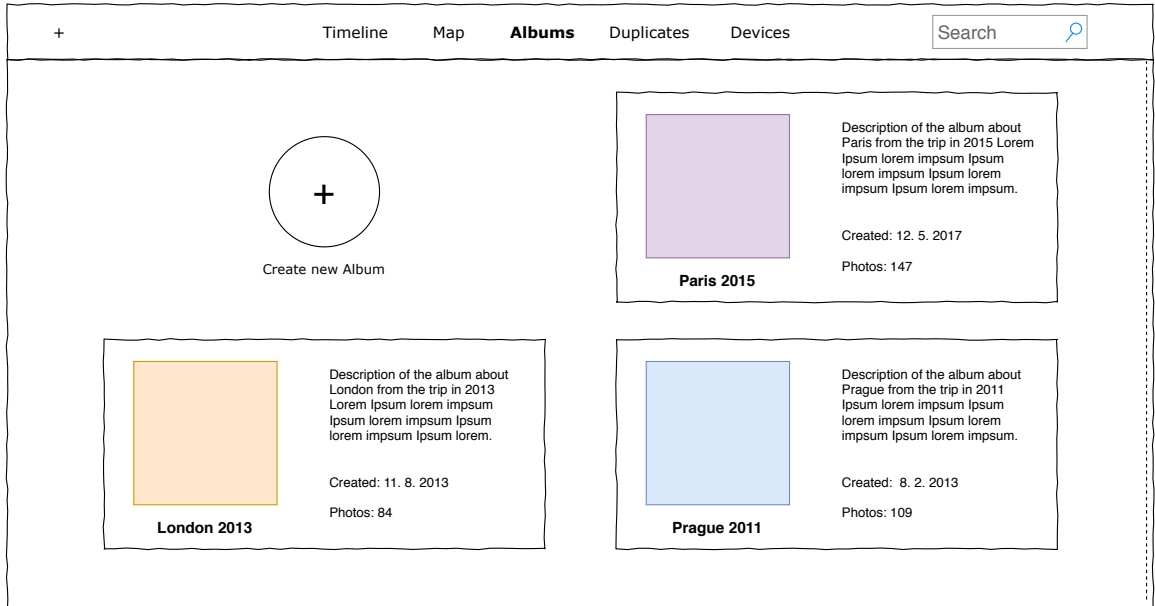 + Timeline Map Albums Duplicates Devices Search
+
Create new Album
Description of the album about
Paris from the trip in 2015 Lorem
Ipsum lorem impsum Ipsum
lorem impsum Ipsum lorem
impsum Ipsum lorem impsum.
Created: 12. 5. 2017
Photos: 147
Paris 2015
Description of the album about
London from the trip in 2013
Lorem Ipsum lorem impsum
Ipsum lorem impsum Ipsum
lorem impsum Ipsum lorem.
Created: 11. 8. 2013
Photos: 84
London 2013
Description of the album about
Prague from the trip in 2011
Ipsum lorem impsum Ipsum
lorem impsum Ipsum lorem
impsum Ipsum lorem impsum.
Created: 8. 2. 2013
Photos: 109
Prague 2011